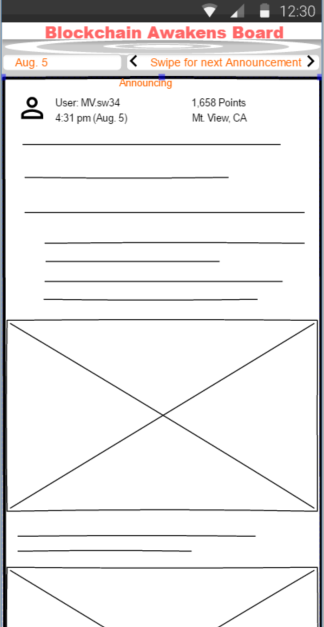 12:30
Blockchain Awakens Board
Aug. 5
Swipe for next Announcement
Announcing
User: MV.sw34
1,658 Points
4:31 pm (Aug. 5)
Mt. View, CA